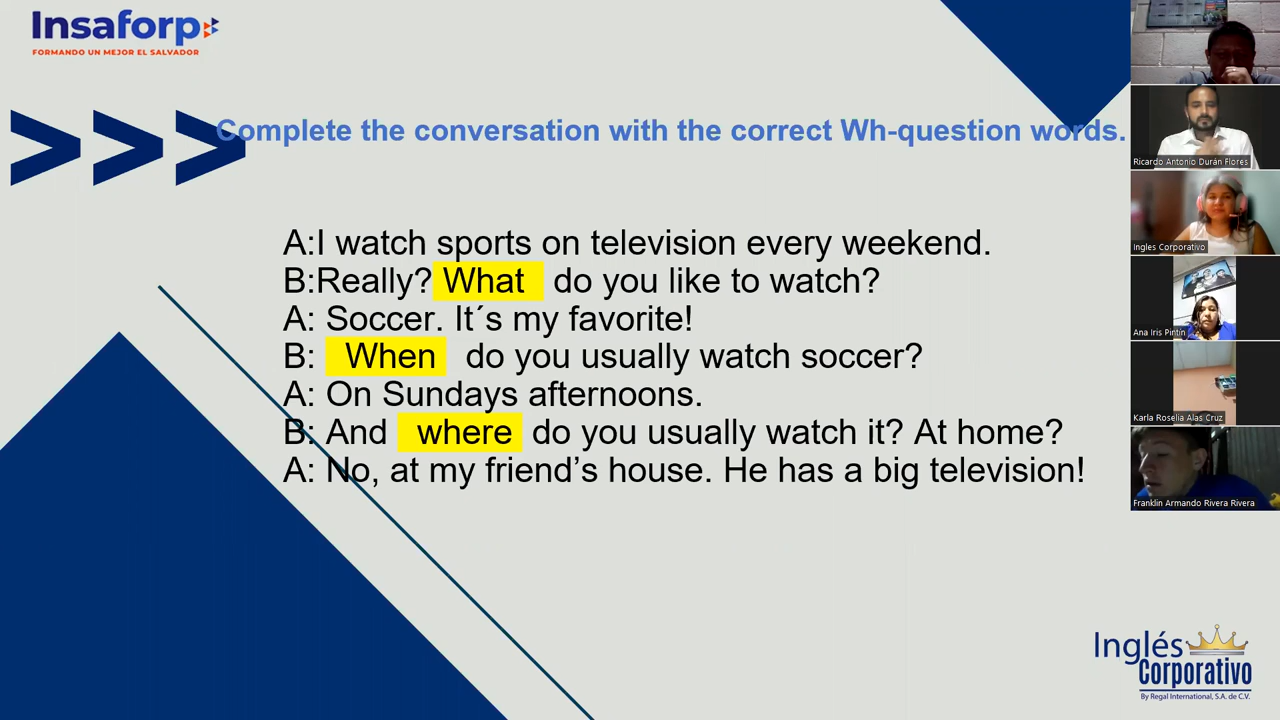 Insaforp
FORMANDO UN MEJOR EL SALVADOR
>>>
Complete the conversation with the correct Wh-question words.
A:I watch sports on television every weekend.
B:Really? What do you like to watch?
A: Soccer. It´s my favorite!
B: When do you usually watch soccer?
A: On Sundays afternoons.
B: And where do you usually watch it? At home?
A: No, at my friend’s house. He has a big television!
Ricardo Antonio Durán Flores
Ingles Corporativo
Ana Iris Pintin
Karla Roselia Alas Cruz
Franklin Armando Rivera Rivera
Inglés
Corporativo
By Regal International, S.A. de C.V.